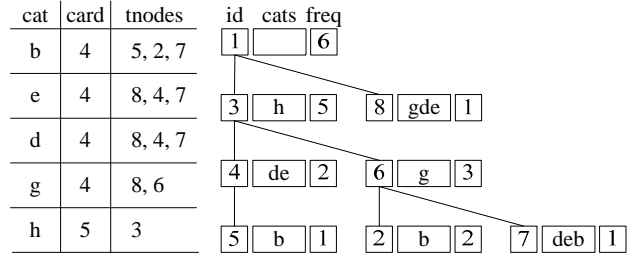 cat card tnodes
b 4 5, 2, 7
e 4 8, 4, 7
d 4 8, 4, 7
g 4 8, 6
h 5 3
id cats freq
1 6
3 h 5 8 gde 1
4 de 2 6 g 3
5 b 1 2 b 2 7 deb 1